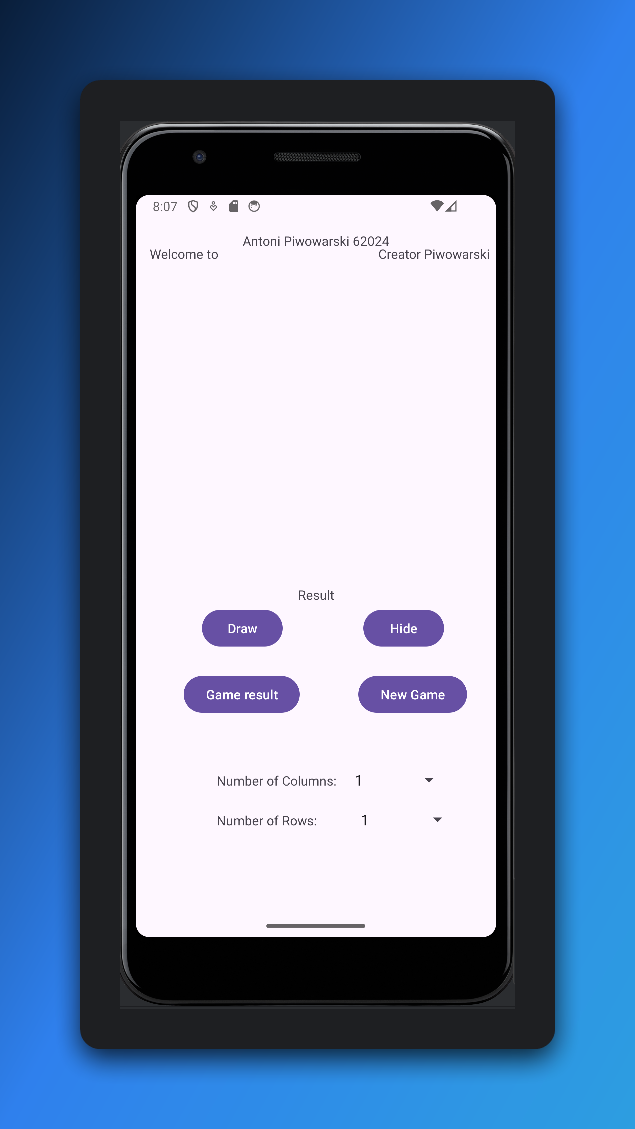 8:07
Antoni Piwowarski 62024
Welcome to Creator Piwowarski
Result
Draw Hide
Game result New Game
Number of Columns: 1
Number of Rows: 1